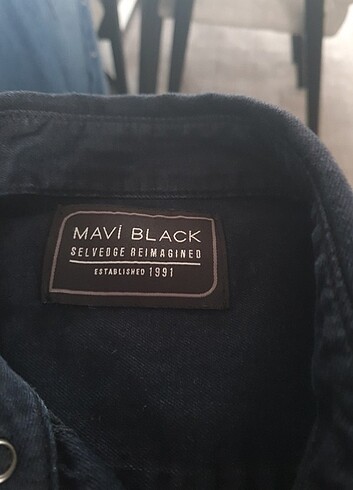 MAVİ BLACK
SELVEDGE REIMAGINED
ESTABLISHED 1991